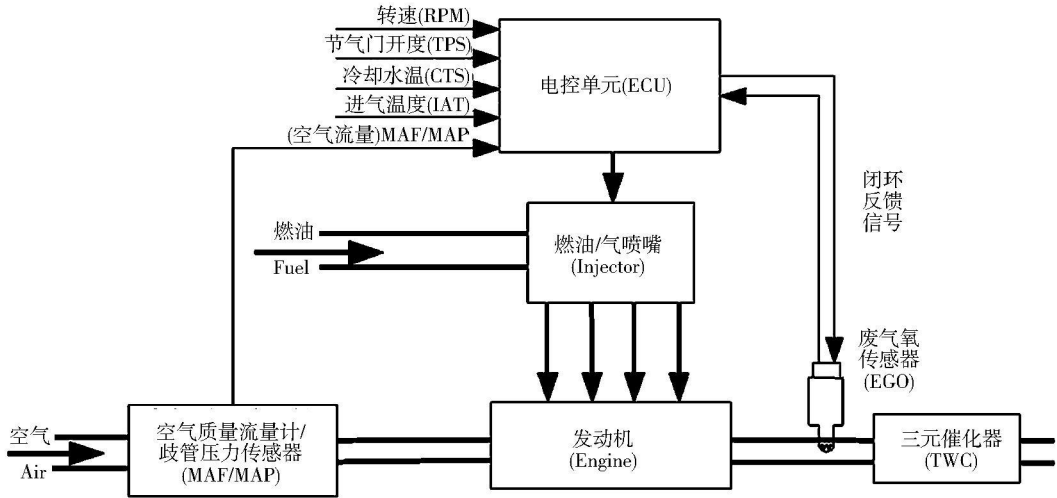 转速(RPM)
节气门开度(TPS)
冷却水温(CTS)
进气温度(IAT)
(空气流量)MAF/MAP
电控单元(ECU)
闭环
反馈
信号
燃油
Fuel
燃油/气喷嘴
(Injector)
废气氧
传感器
(EGO)
空气
Air
空气质量流量计/
歧管压力传感器
(MAF/MAP)
发动机
(Engine)
三元催化器
(TWC)